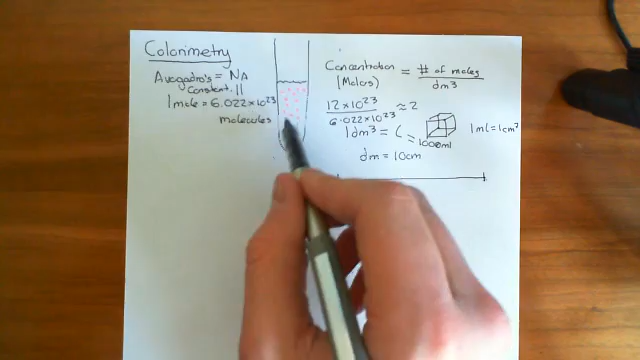 Colorimetry
Avogadro's = NA
Constant. ||
1 mole = 6.022×10²³
molecules
Concentration = # of moles / dm³
(Molars)
12×10²³ / 6.022×10²³ ≈ 2
1dm³ = L =
1000ml
1ml = 1cm³
dm = 10cm